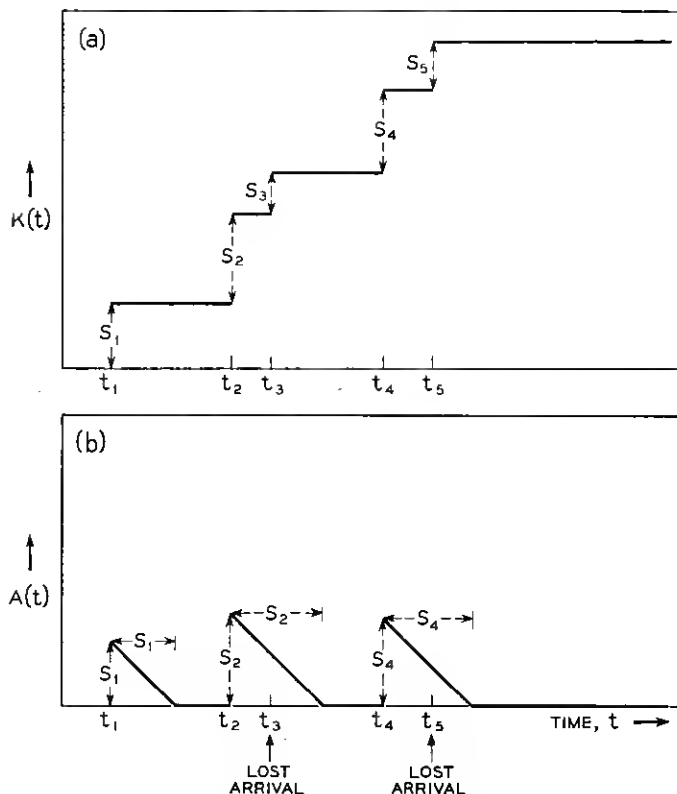 (a)
S5
S4
S3
K(t)
S2
S1
t1 t2 t3 t4 t5
(b)
A(t)
S1 S2 S4
S1 S2 S4
t1 t2 t3 t4 t5 TIME, t
LOST ARRIVAL LOST ARRIVAL